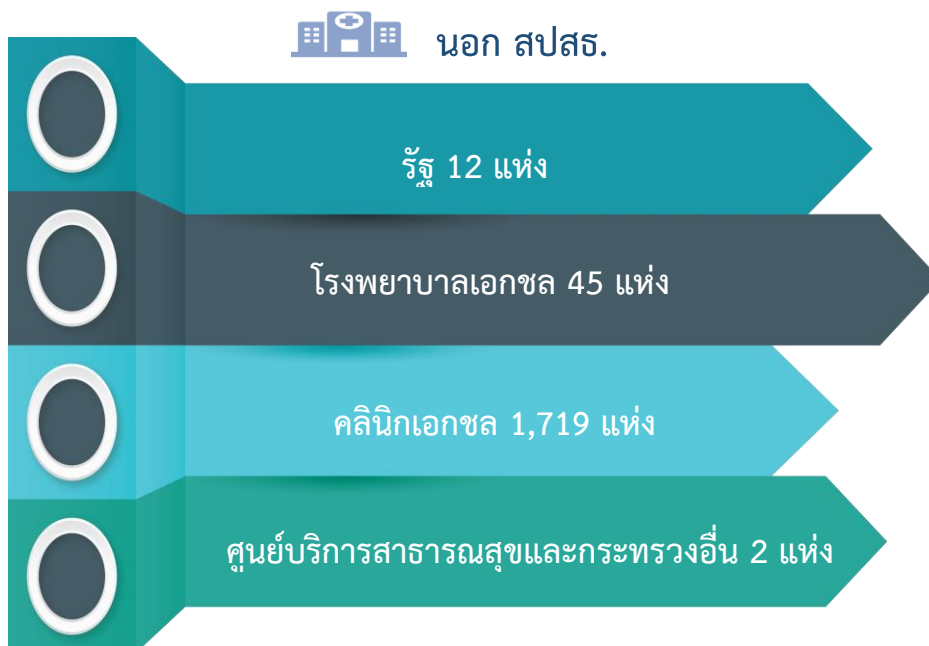 นอก สปสธ.
รัฐ 12 แห่ง
โรงพยาบาลเอกชล 45 แห่ง
คลินิกเอกชล 1,719 แห่ง
ศูนย์บริการสาธารณสุขและกระทรวงอื่น 2 แห่ง